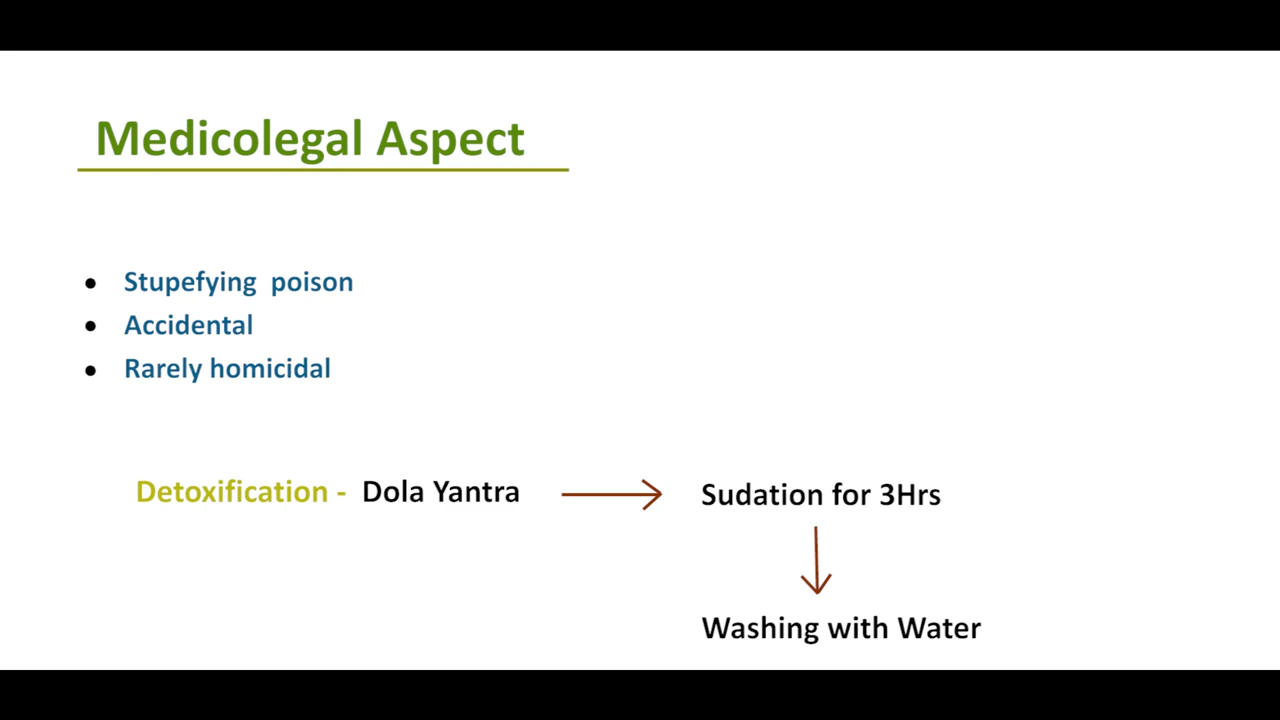 Medicolegal Aspect
• Stupefying poison
• Accidental
• Rarely homicidal
Detoxification - Dola Yantra → Sudation for 3Hrs
Washing with Water